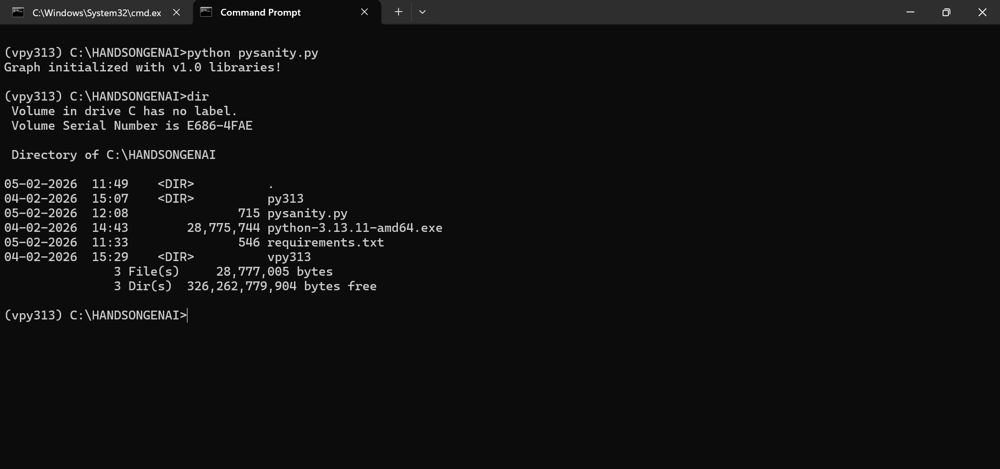 C:\Windows\System32\cmd.ex
Command Prompt
(vpy313) C:\HANDSONGENAI>python pysanity.py
Graph initialized with v1.0 libraries!
(vpy313) C:\HANDSONGENAI>dir
 Volume in drive C has no label.
 Volume Serial Number is E686-4FAE
 Directory of C:\HANDSONGENAI
05-02-2026  11:49    <DIR>          .
04-02-2026  15:07    <DIR>          py313
05-02-2026  12:08               715 pysanity.py
04-02-2026  14:43        28,775,744 python-3.13.11-amd64.exe
05-02-2026  11:33               546 requirements.txt
04-02-2026  15:29    <DIR>          vpy313
               3 File(s)     28,777,005 bytes
               3 Dir(s)  326,262,779,904 bytes free
(vpy313) C:\HANDSONGENAI>